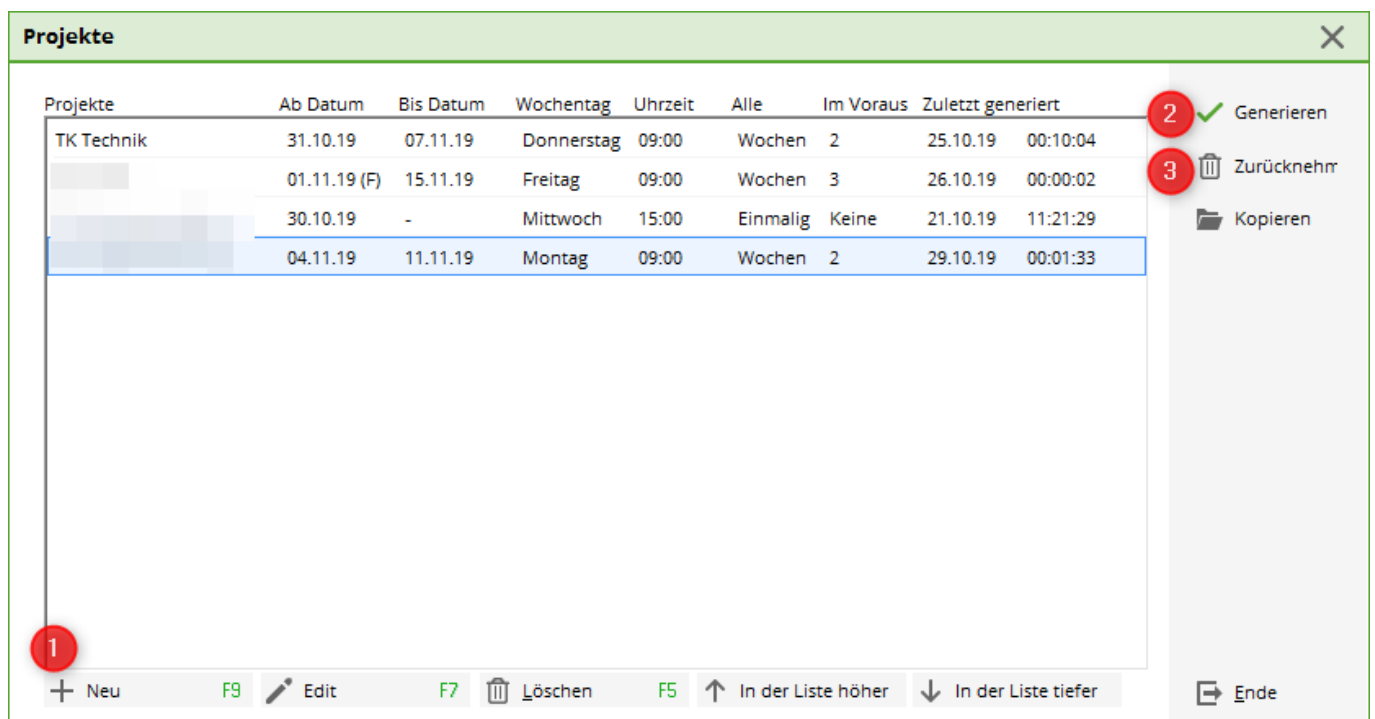 Projekte
Projekte Ab Datum Bis Datum Wochentag Uhrzeit Alle Im Voraus Zuletzt generiert
TK Technik 31.10.19 07.11.19 Donnerstag 09:00 Wochen 2 25.10.19 00:10:04
01.11.19 (F) 15.11.19 Freitag 09:00 Wochen 3 26.10.19 00:00:02
30.10.19 - Mittwoch 15:00 Einmalig Keine 21.10.19 11:21:29
04.11.19 11.11.19 Montag 09:00 Wochen 2 29.10.19 00:01:33
2 Generieren
3 Zurücknehm
Kopieren
1
Neu F9 Edit F7 Löschen F5 In der Liste höher In der Liste tiefer Ende